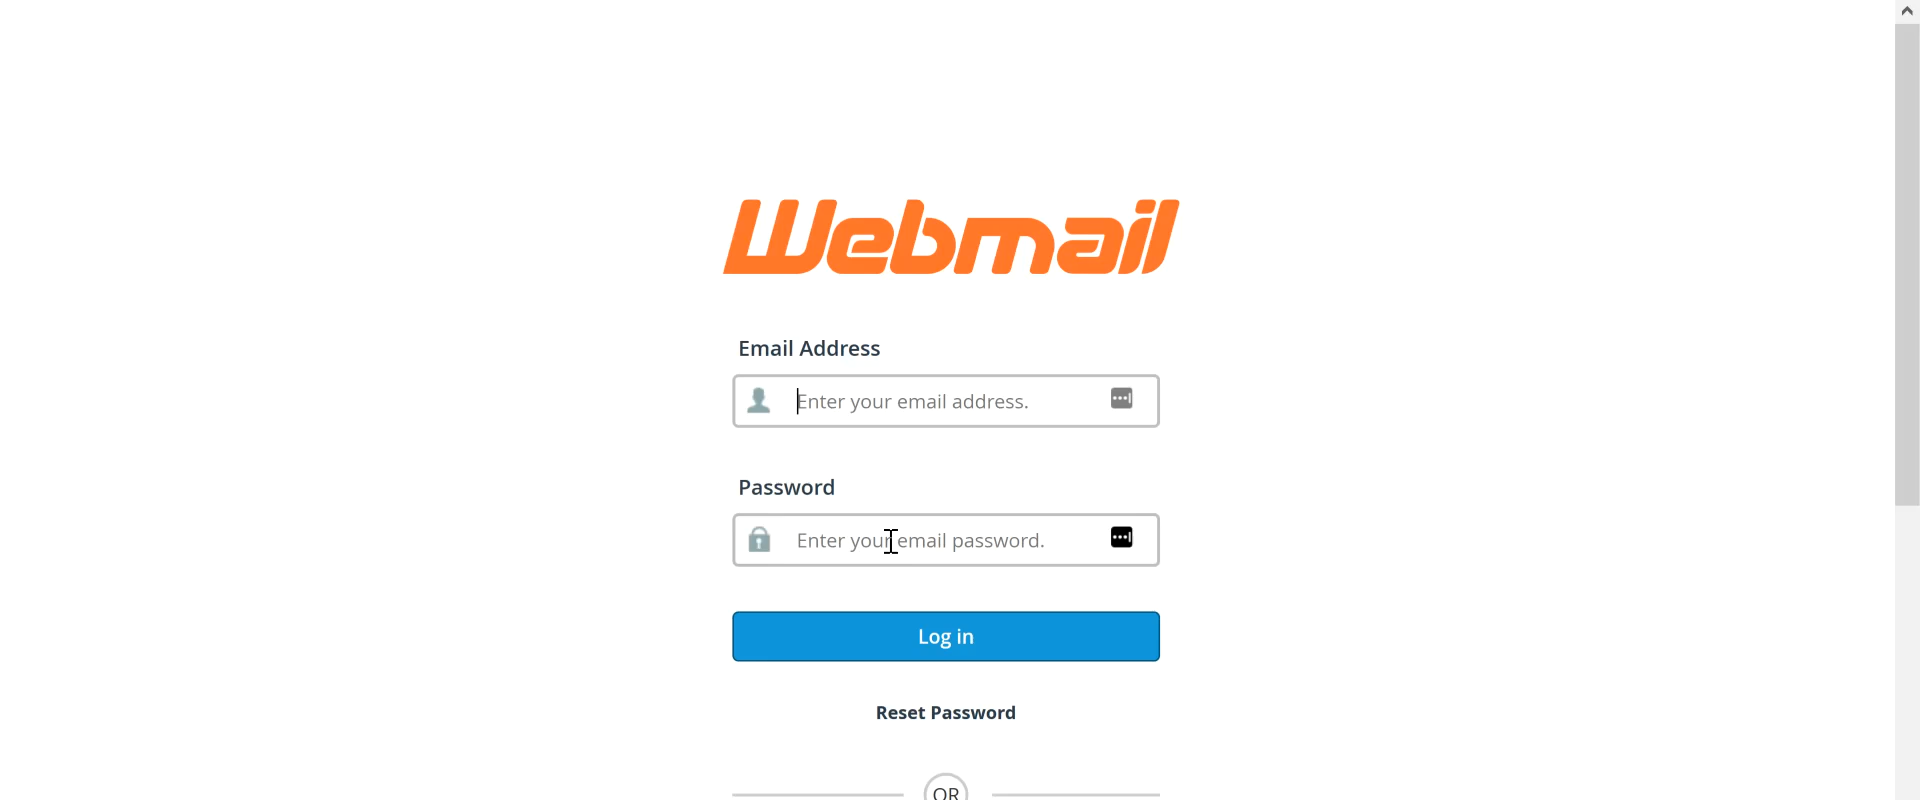 Webmail
Email Address
Enter your email address.
Password
Enter your email password.
Log in
Reset Password
OR